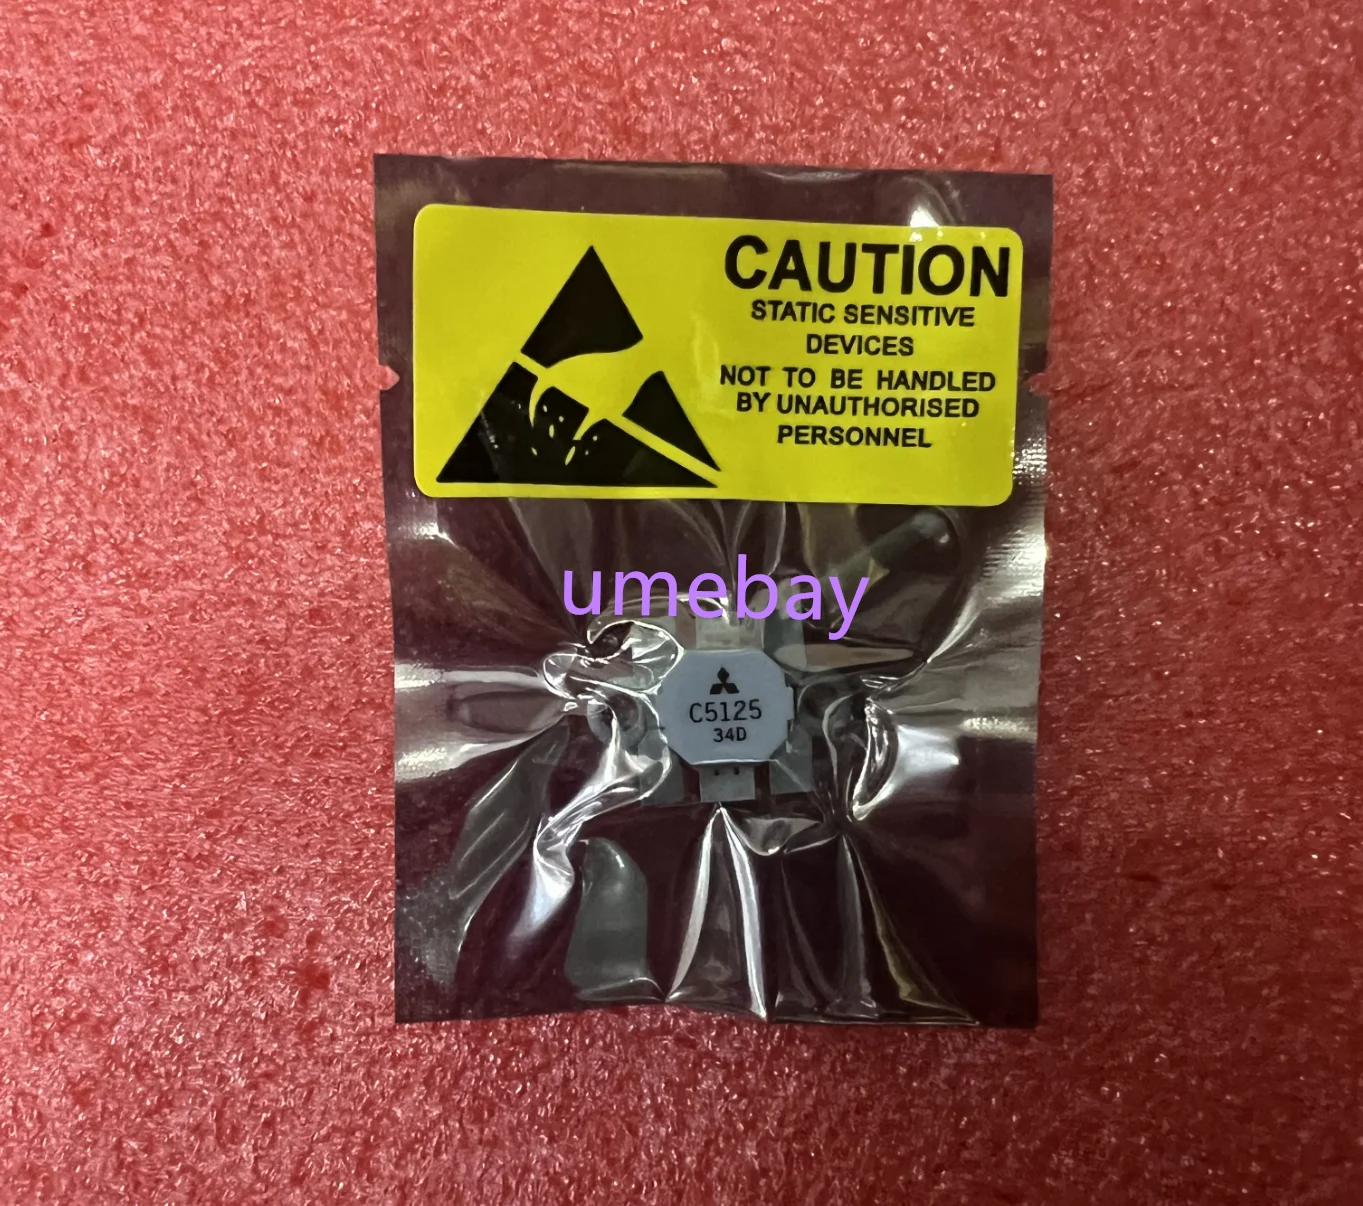 CAUTION
STATIC SENSITIVE
DEVICES
NOT TO BE HANDLED
BY UNAUTHORISED
PERSONNEL
umebay
C5125
34D